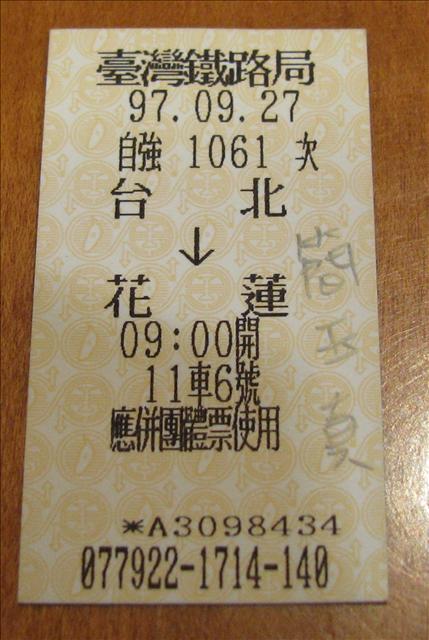 臺灣鐵路局
97.09.27
自強 1061 次
台 北
↓
花 蓮
09:00開
11車6號
應併團體票使用
※A3098434
077922-1714-140